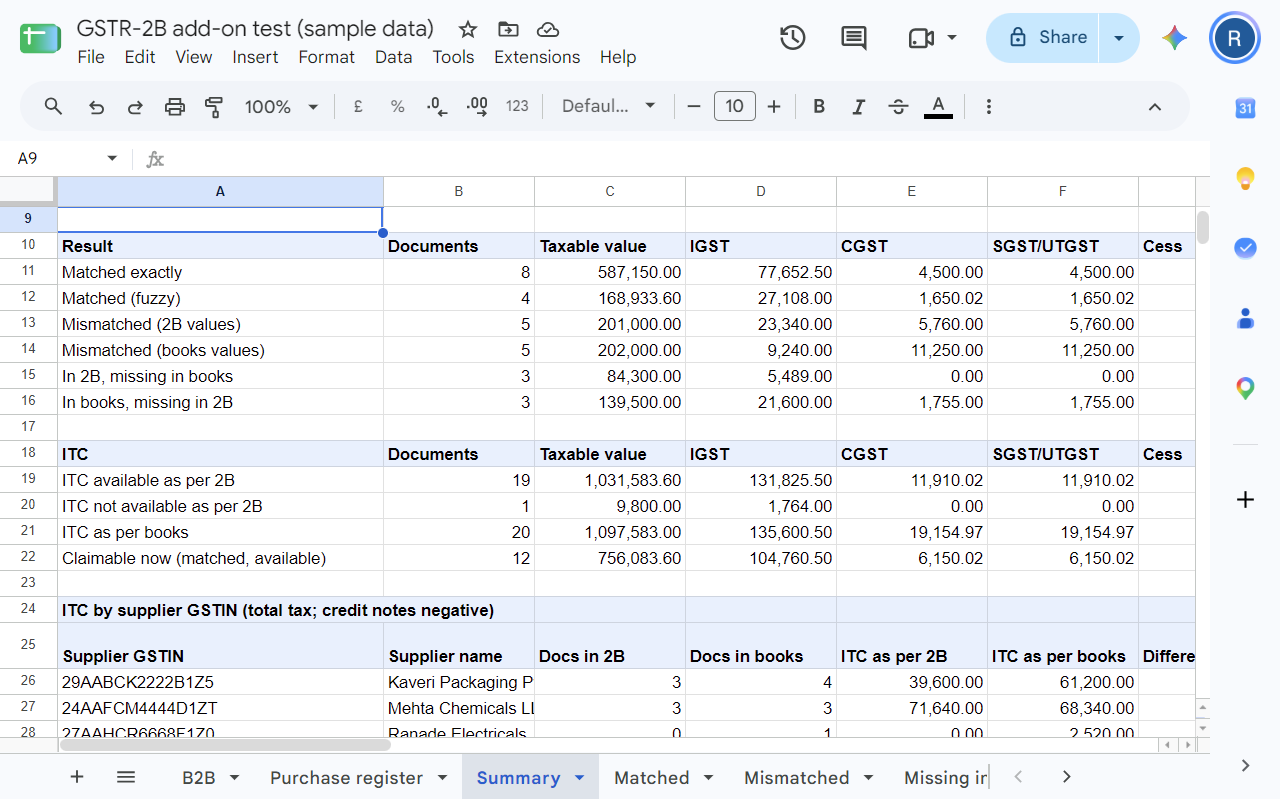 GSTR-2B add-on test (sample data)
File Edit View Insert Format Data Tools Extensions Help
Share
R
100% £ % .0 .00 123 Defaul... 10 B I S A
31
A9 fx
A B C D E F
9
10 Result Documents Taxable value IGST CGST SGST/UTGST Cess
11 Matched exactly 8 587,150.00 77,652.50 4,500.00 4,500.00
12 Matched (fuzzy) 4 168,933.60 27,108.00 1,650.02 1,650.02
13 Mismatched (2B values) 5 201,000.00 23,340.00 5,760.00 5,760.00
14 Mismatched (books values) 5 202,000.00 9,240.00 11,250.00 11,250.00
15 In 2B, missing in books 3 84,300.00 5,489.00 0.00 0.00
16 In books, missing in 2B 3 139,500.00 21,600.00 1,755.00 1,755.00
17
18 ITC Documents Taxable value IGST CGST SGST/UTGST Cess
19 ITC available as per 2B 19 1,031,583.60 131,825.50 11,910.02 11,910.02
20 ITC not available as per 2B 1 9,800.00 1,764.00 0.00 0.00
21 ITC as per books 20 1,097,583.00 135,600.50 19,154.97 19,154.97
22 Claimable now (matched, available) 12 756,083.60 104,760.50 6,150.02 6,150.02
23
24 ITC by supplier GSTIN (total tax; credit notes negative)
25 Supplier GSTIN Supplier name Docs in 2B Docs in books ITC as per 2B ITC as per books Differe
26 29AABCK2222B1Z5 Kaveri Packaging P 3 4 39,600.00 61,200.00
27 24AAFCM4444D1ZT Mehta Chemicals LL 3 3 71,640.00 68,340.00
28 27AAHCR6668F1Z0 Ranade Electricals 0 1 0.00 2,520.00
+ B2B Purchase register Summary Matched Mismatched Missing in